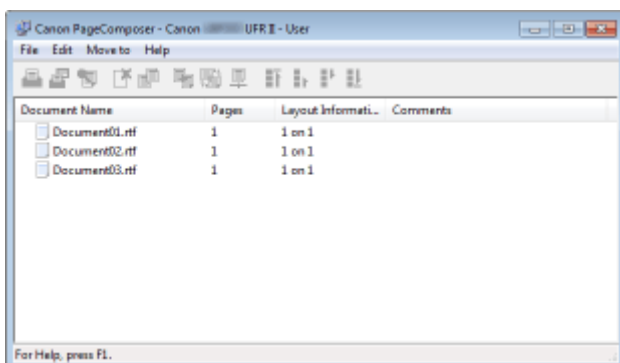 Canon PageComposer - Canon UFR II - User
File Edit Move to Help
Document Name Pages Layout Informati... Comments
Document01.rtf 1 1 on 1
Document02.rtf 1 1 on 1
Document03.rtf 1 1 on 1
For Help, press F1.